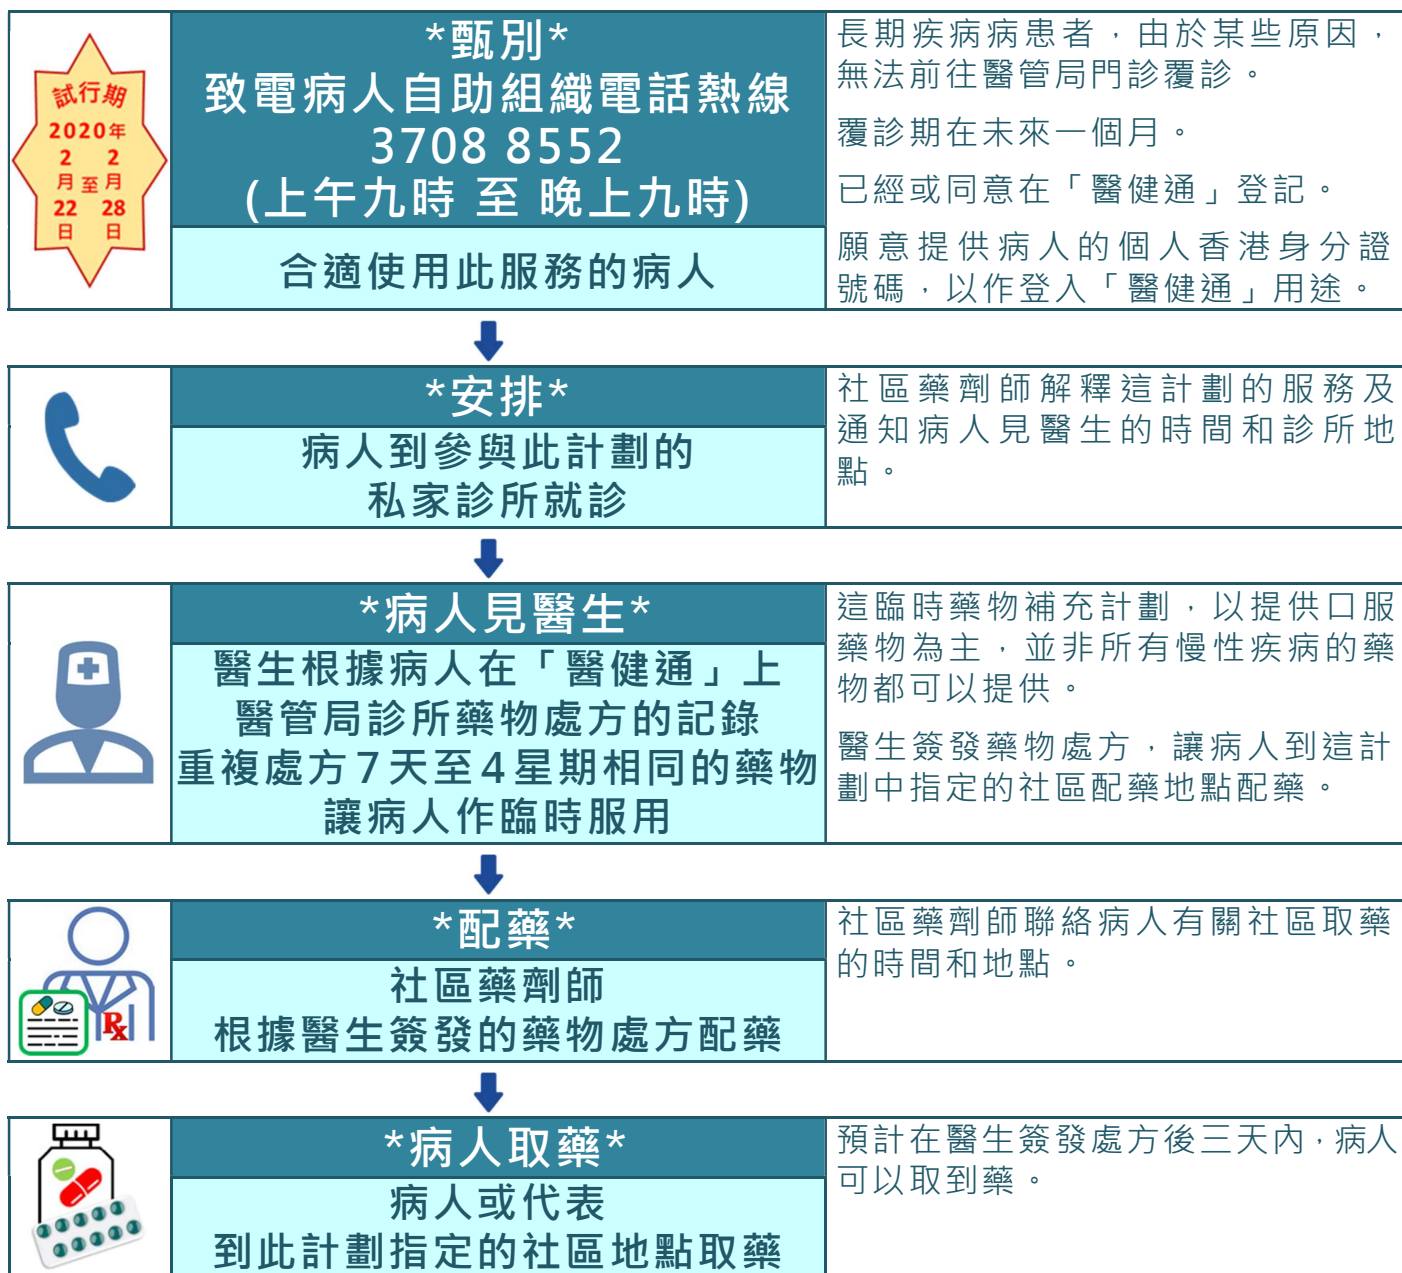 試行期
2020年
2 2
月 至 月
22 28
日 日
*甄別*
致電病人自助組織電話熱線
3708 8552
(上午九時 至 晚上九時)
合適使用此服務的病人
長期疾病病患者，由於某些原因，
無法前往醫管局門診覆診。
覆診期在未來一個月。
已經或同意在「醫健通」登記。
願意提供病人的個人香港身分證
號碼，以作登入「醫健通」用途。
*安排*
病人到參與此計劃的
私家診所就診
社區藥劑師解釋這計劃的服務及
通知病人見醫生的時間和診所地
點。
*病人見醫生*
醫生根據病人在「醫健通」上
醫管局診所藥物處方的記錄
重複處方7天至4星期相同的藥物
讓病人作臨時服用
這臨時藥物補充計劃，以提供口服
藥物為主，並非所有慢性疾病的藥
物都可以提供。
醫生簽發藥物處方，讓病人到這計
劃中指定的社區配藥地點配藥。
Rx
*配藥*
社區藥劑師
根據醫生簽發的藥物處方配藥
社區藥劑師聯絡病人有關社區取藥
的時間和地點。
*病人取藥*
病人或代表
到此計劃指定的社區地點取藥
預計在醫生簽發處方後三天內，病人
可以取到藥。